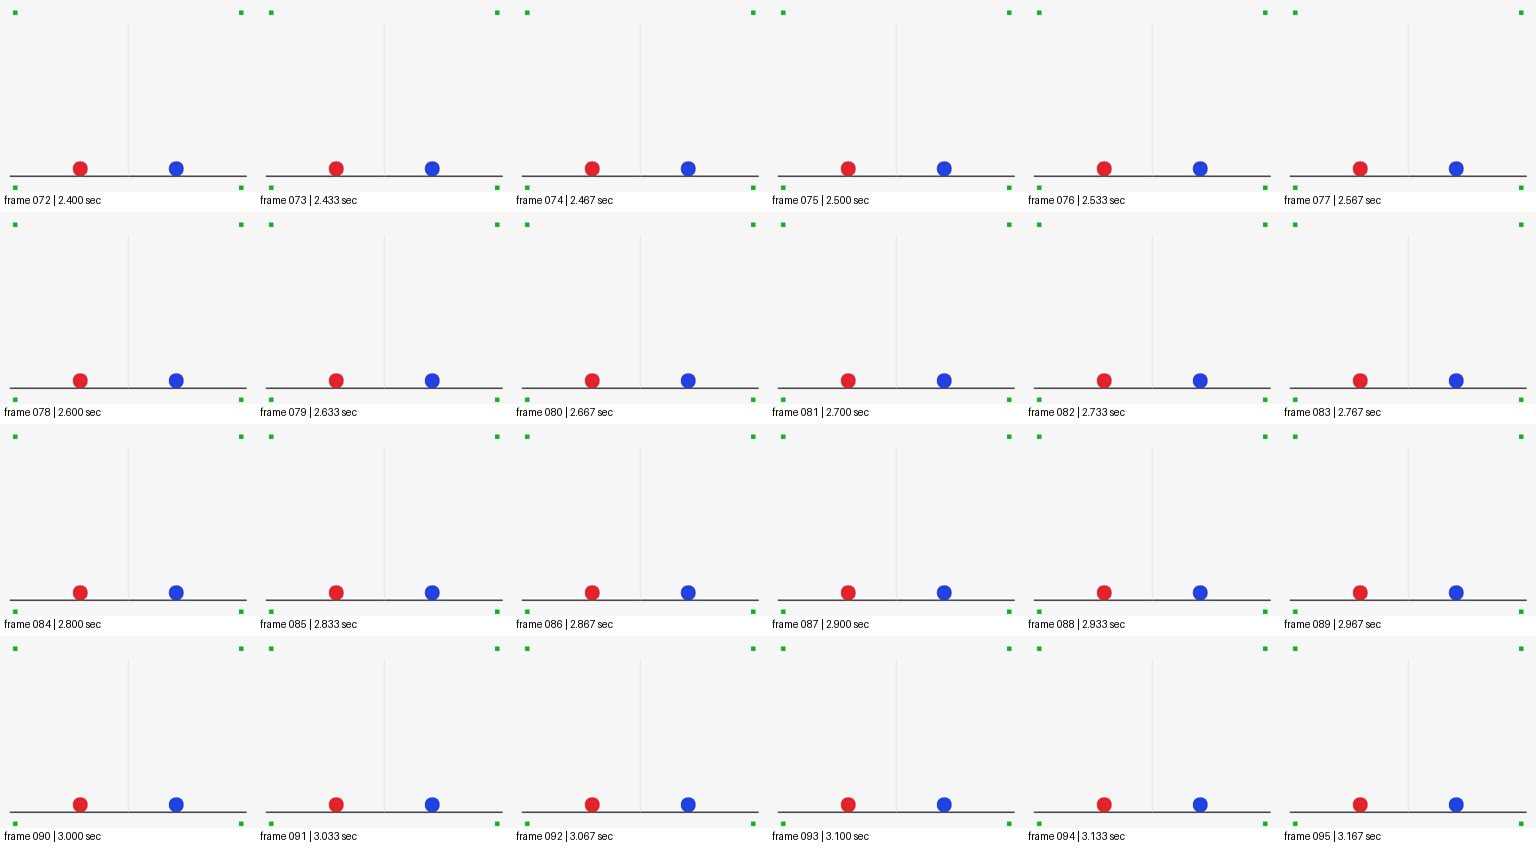 frame 072 | 2.400 sec
frame 073 | 2.433 sec
frame 074 | 2.467 sec
frame 075 | 2.500 sec
frame 076 | 2.533 sec
frame 077 | 2.567 sec
frame 078 | 2.600 sec
frame 079 | 2.633 sec
frame 080 | 2.667 sec
frame 081 | 2.700 sec
frame 082 | 2.733 sec
frame 083 | 2.767 sec
frame 084 | 2.800 sec
frame 085 | 2.833 sec
frame 086 | 2.867 sec
frame 087 | 2.900 sec
frame 088 | 2.933 sec
frame 089 | 2.967 sec
frame 090 | 3.000 sec
frame 091 | 3.033 sec
frame 092 | 3.067 sec
frame 093 | 3.100 sec
frame 094 | 3.133 sec
frame 095 | 3.167 sec